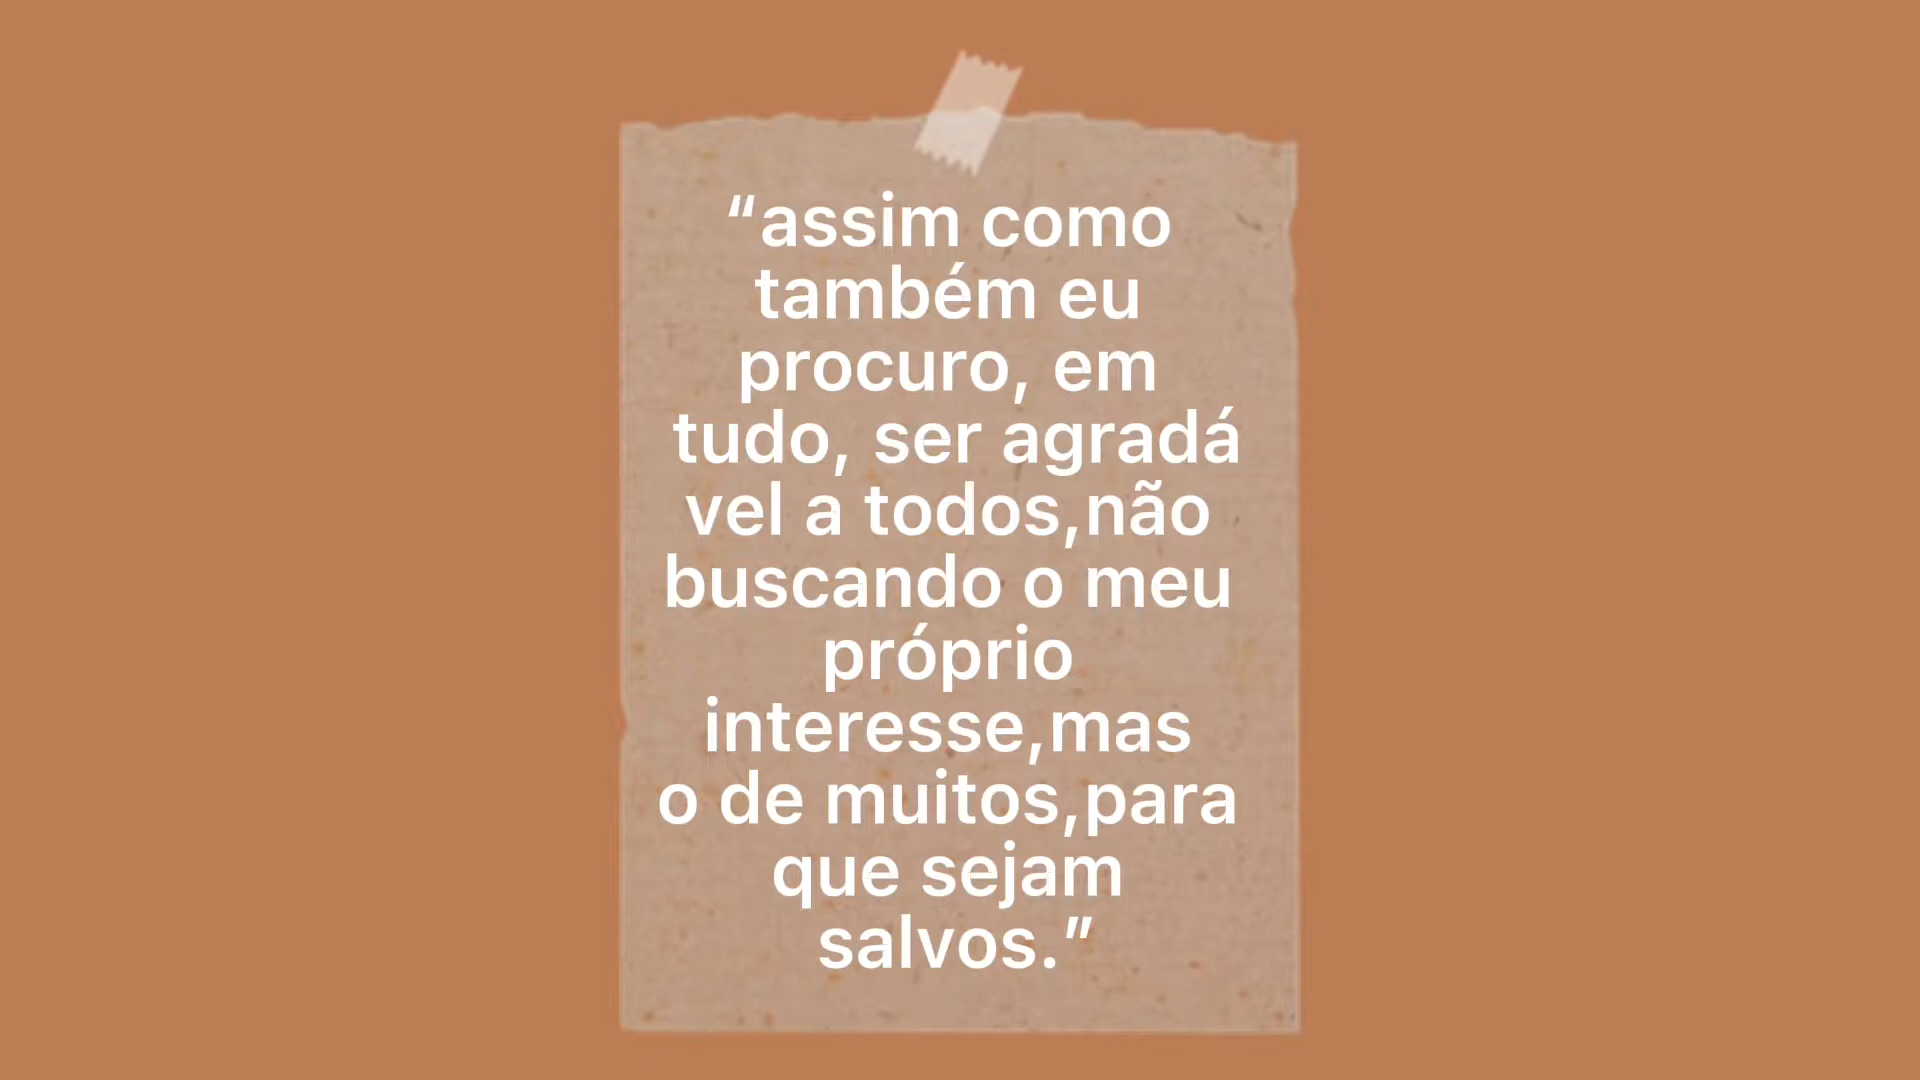 “assim como
também eu
procuro, em
tudo, ser agradá
vel a todos,não
buscando o meu
próprio
interesse,mas
o de muitos,para
que sejam
salvos.”